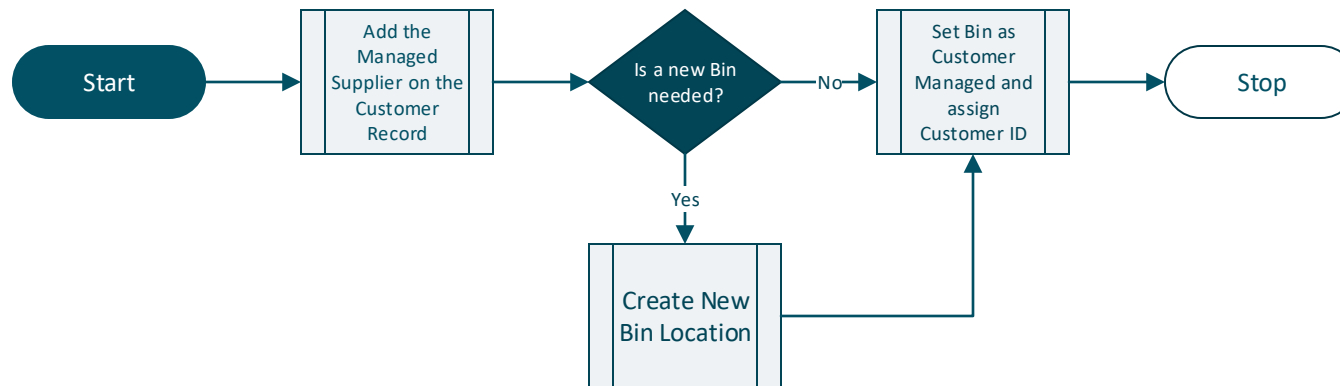 Start
Add the
Managed
Supplier on the
Customer
Record
Is a new Bin
needed?
No
Set Bin as
Customer
Managed and
assign
Customer ID
Stop
Yes
Create New
Bin Location